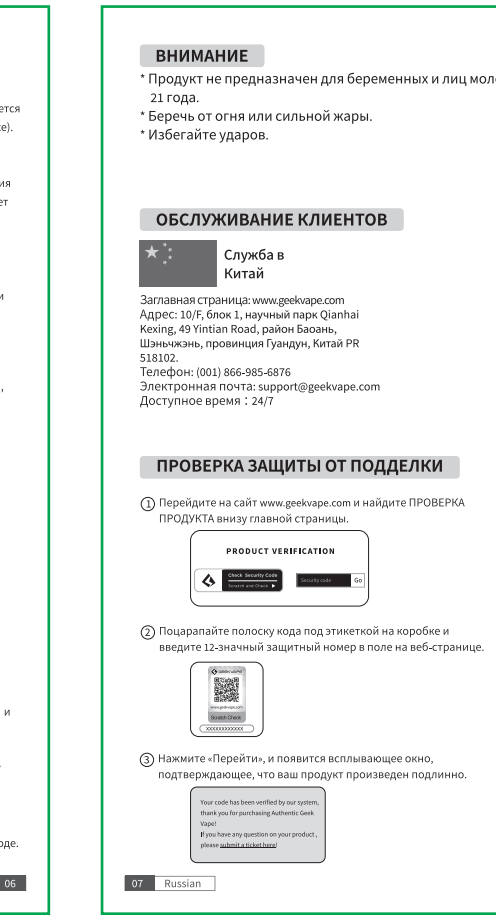 ется
e).
ия
ет
и
,
и
.
оде.
06
ВНИМАНИЕ
* Продукт не предназначен для беременных и лиц мол
21 года.
* Беречь от огня или сильной жары.
* Избегайте ударов.
ОБСЛУЖИВАНИЕ КЛИЕНТОВ
Служба в
Китай
Заглавная страница: www.geekvape.com
Адрес: 10/F, блок 1, научный парк Qianhai
Kexing, 49 Yintian Road, район Баоань,
Шэньчжэнь, провинция Гуандун, Китай PR
518102.
Телефон: (001) 866-985-6876
Электронная почта: support@geekvape.com
Доступное время：24/7
ПРОВЕРКА ЗАЩИТЫ ОТ ПОДДЕЛКИ
① Перейдите на сайт www.geekvape.com и найдите ПРОВЕРКА
ПРОДУКТА внизу главной страницы.
PRODUCT VERIFICATION
Check Security Code
Scratch and Check ▶
Security code Go
② Поцарапайте полоску кода под этикеткой на коробке и
введите 12-значный защитный номер в поле на веб-странице.
GEEKVAPE
www.geekvape.com
Scratch Check
XXXXXXXXXXXX
③ Нажмите «Перейти», и появится всплывающее окно,
подтверждающее, что ваш продукт произведен подлинно.
Your code has been verified by our system,
thank you for purchasing Authentic Geek
Vape!
If you have any question on your product ,
please submit a ticket here!
07 Russian